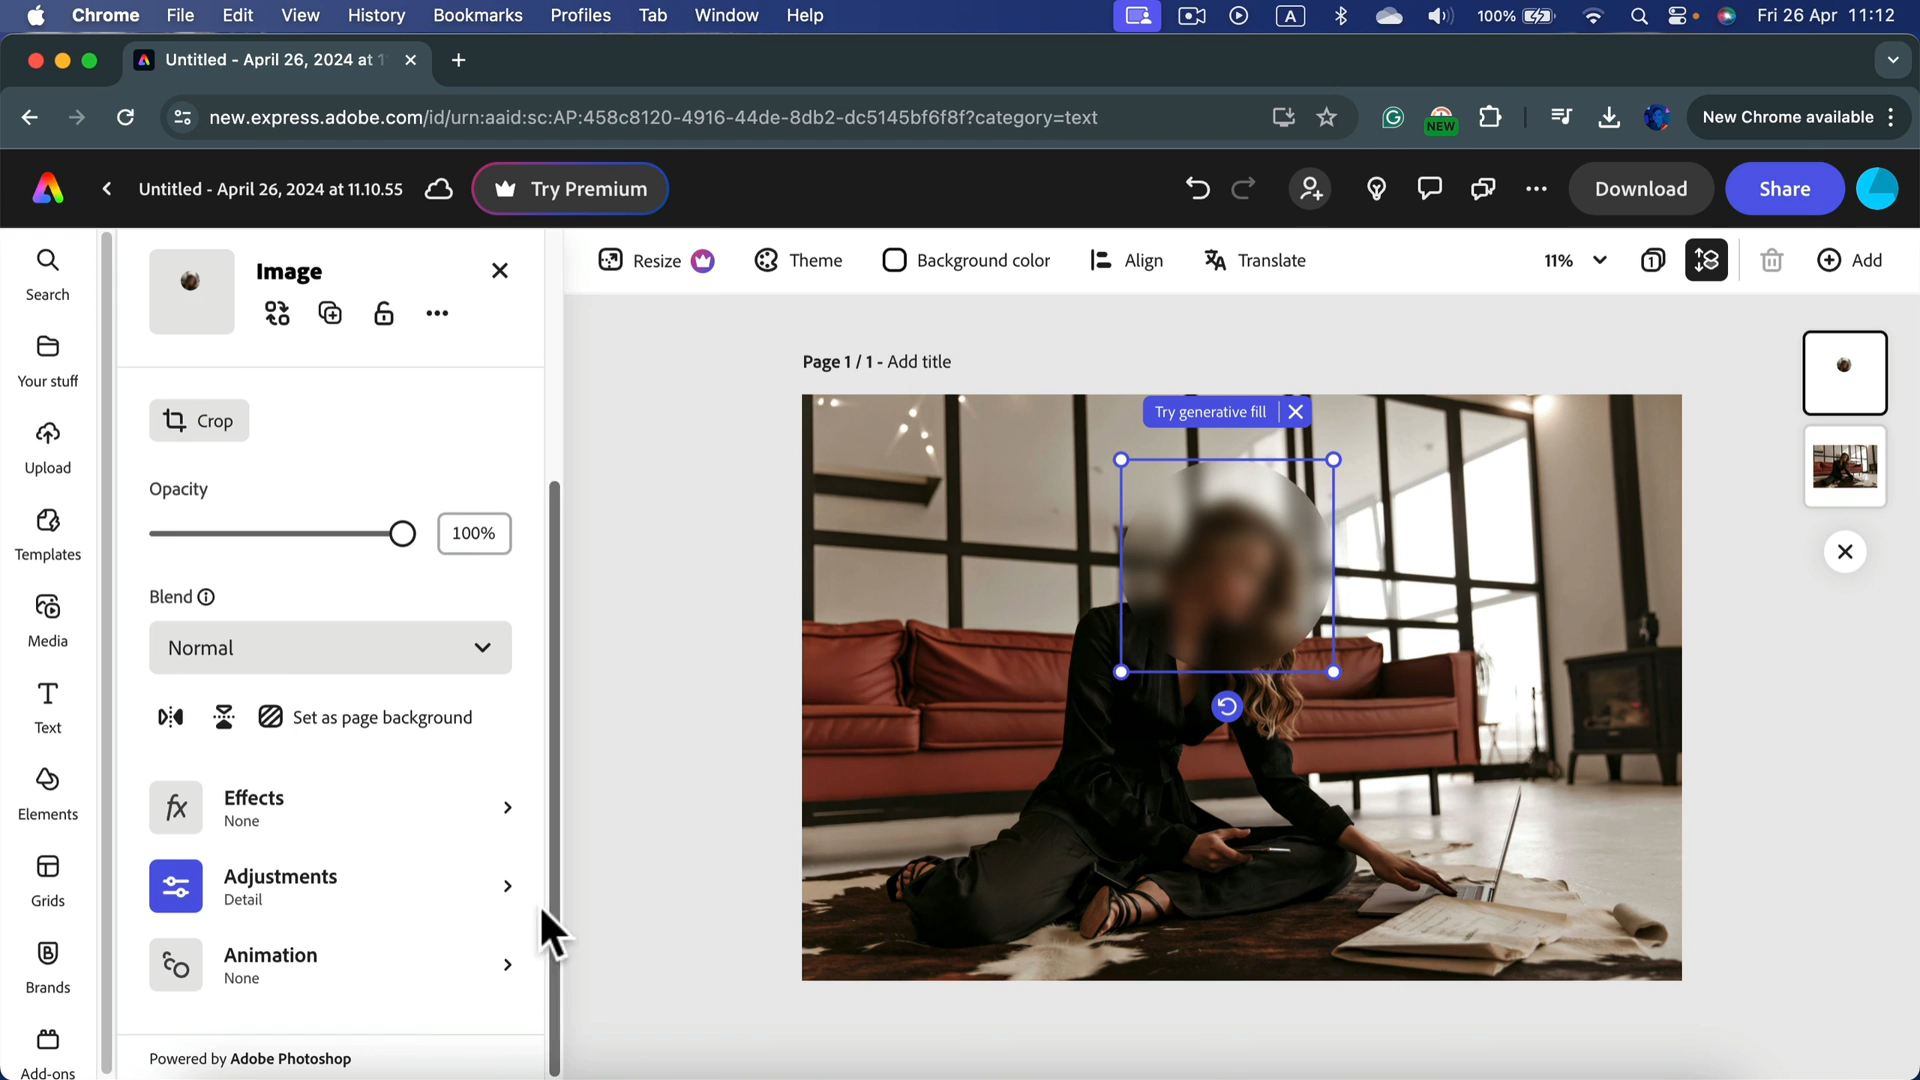 Chrome File Edit View History Bookmarks Profiles Tab Window Help A 100% Fri 26 Apr 11:12
Untitled - April 26, 2024 at 1
new.express.adobe.com/id/urn:aaid:sc:AP:458c8120-4916-44de-8db2-dc5145bf6f8f?category=text NEW New Chrome available
Untitled - April 26, 2024 at 11.10.55 Try Premium Download Share
Search
Your stuff
Upload
Templates
Media
Text
Elements
Grids
Brands
Add-ons
Image
Crop
Opacity
100%
Blend
Normal
Set as page background
fx Effects
None
Adjustments
Detail
Animation
None
Powered by Adobe Photoshop
Resize Theme Background color Align Translate 11% 1 Add
Page 1 / 1 - Add title
Try generative fill